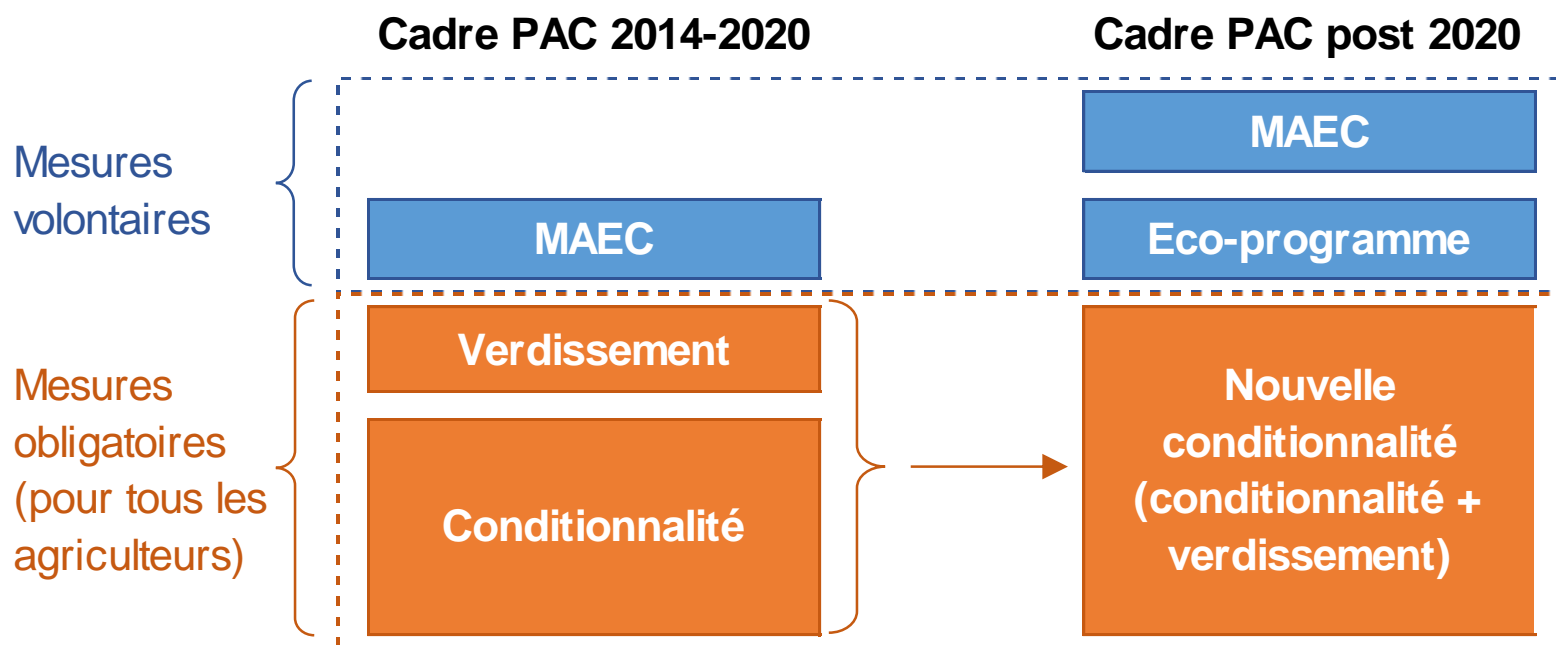 Cadre PAC 2014-2020
Cadre PAC post 2020
Mesures
volontaires
MAEC
MAEC
Eco-programme
Mesures
obligatoires
(pour tous les
agriculteurs)
Verdissement
Conditionnalité
Nouvelle
conditionnalité
(conditionnalité +
verdissement)